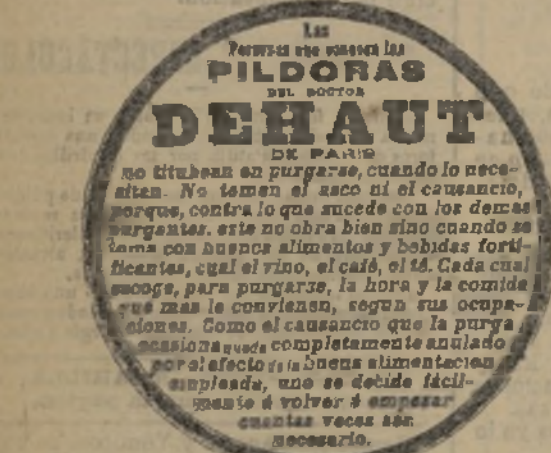 Las
Personas que conocen las
PILDORAS
DEL DOCTOR
DEHAUT
DE PARIS
no titubean en purgarse, cuando lo nece-
sitan. No temen el asco ni el causancio,
porque, contra lo que sucede con los demas
purgantes, este no obra bien sino cuando se
toma con buenos alimentos y bebidas forti-
ficantes, cual el vino, el café, el té. Cada cual
escoge, para purgarse, la hora y la comida
que mas le convienen, segun sus ocupa-
ciones. Como el causancio que la purga
ocasiona queda completamente anulado
por el efecto de la buena alimentacion
empleada, uno se decide fácil-
mente á volver á empezar
cuantas veces sea
necesario.